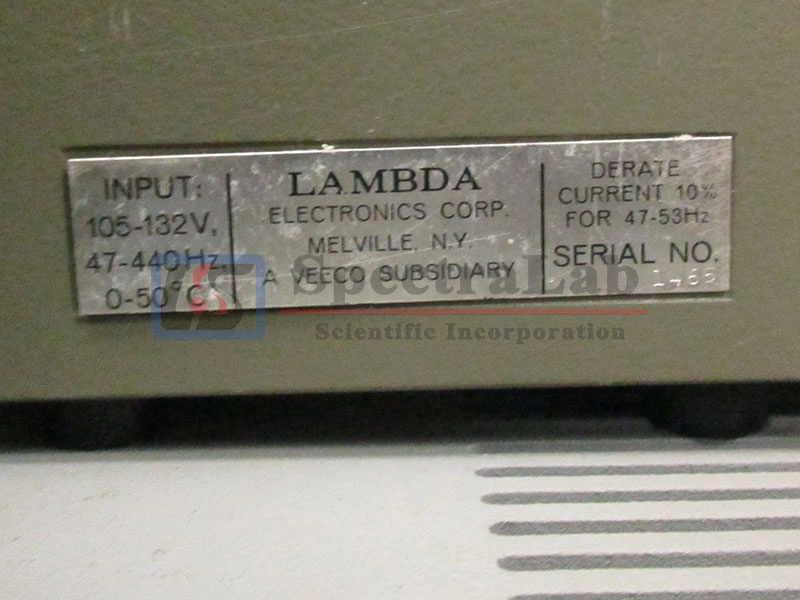 INPUT:
105-132V,
47-440Hz,
0-50°C
LAMBDA
ELECTRONICS CORP.
MELVILLE, N.Y.
A VEECO SUBSIDIARY
DERATE
CURRENT 10%
FOR 47-53Hz
SERIAL NO.
SpectraLab
Scientific Incorporation